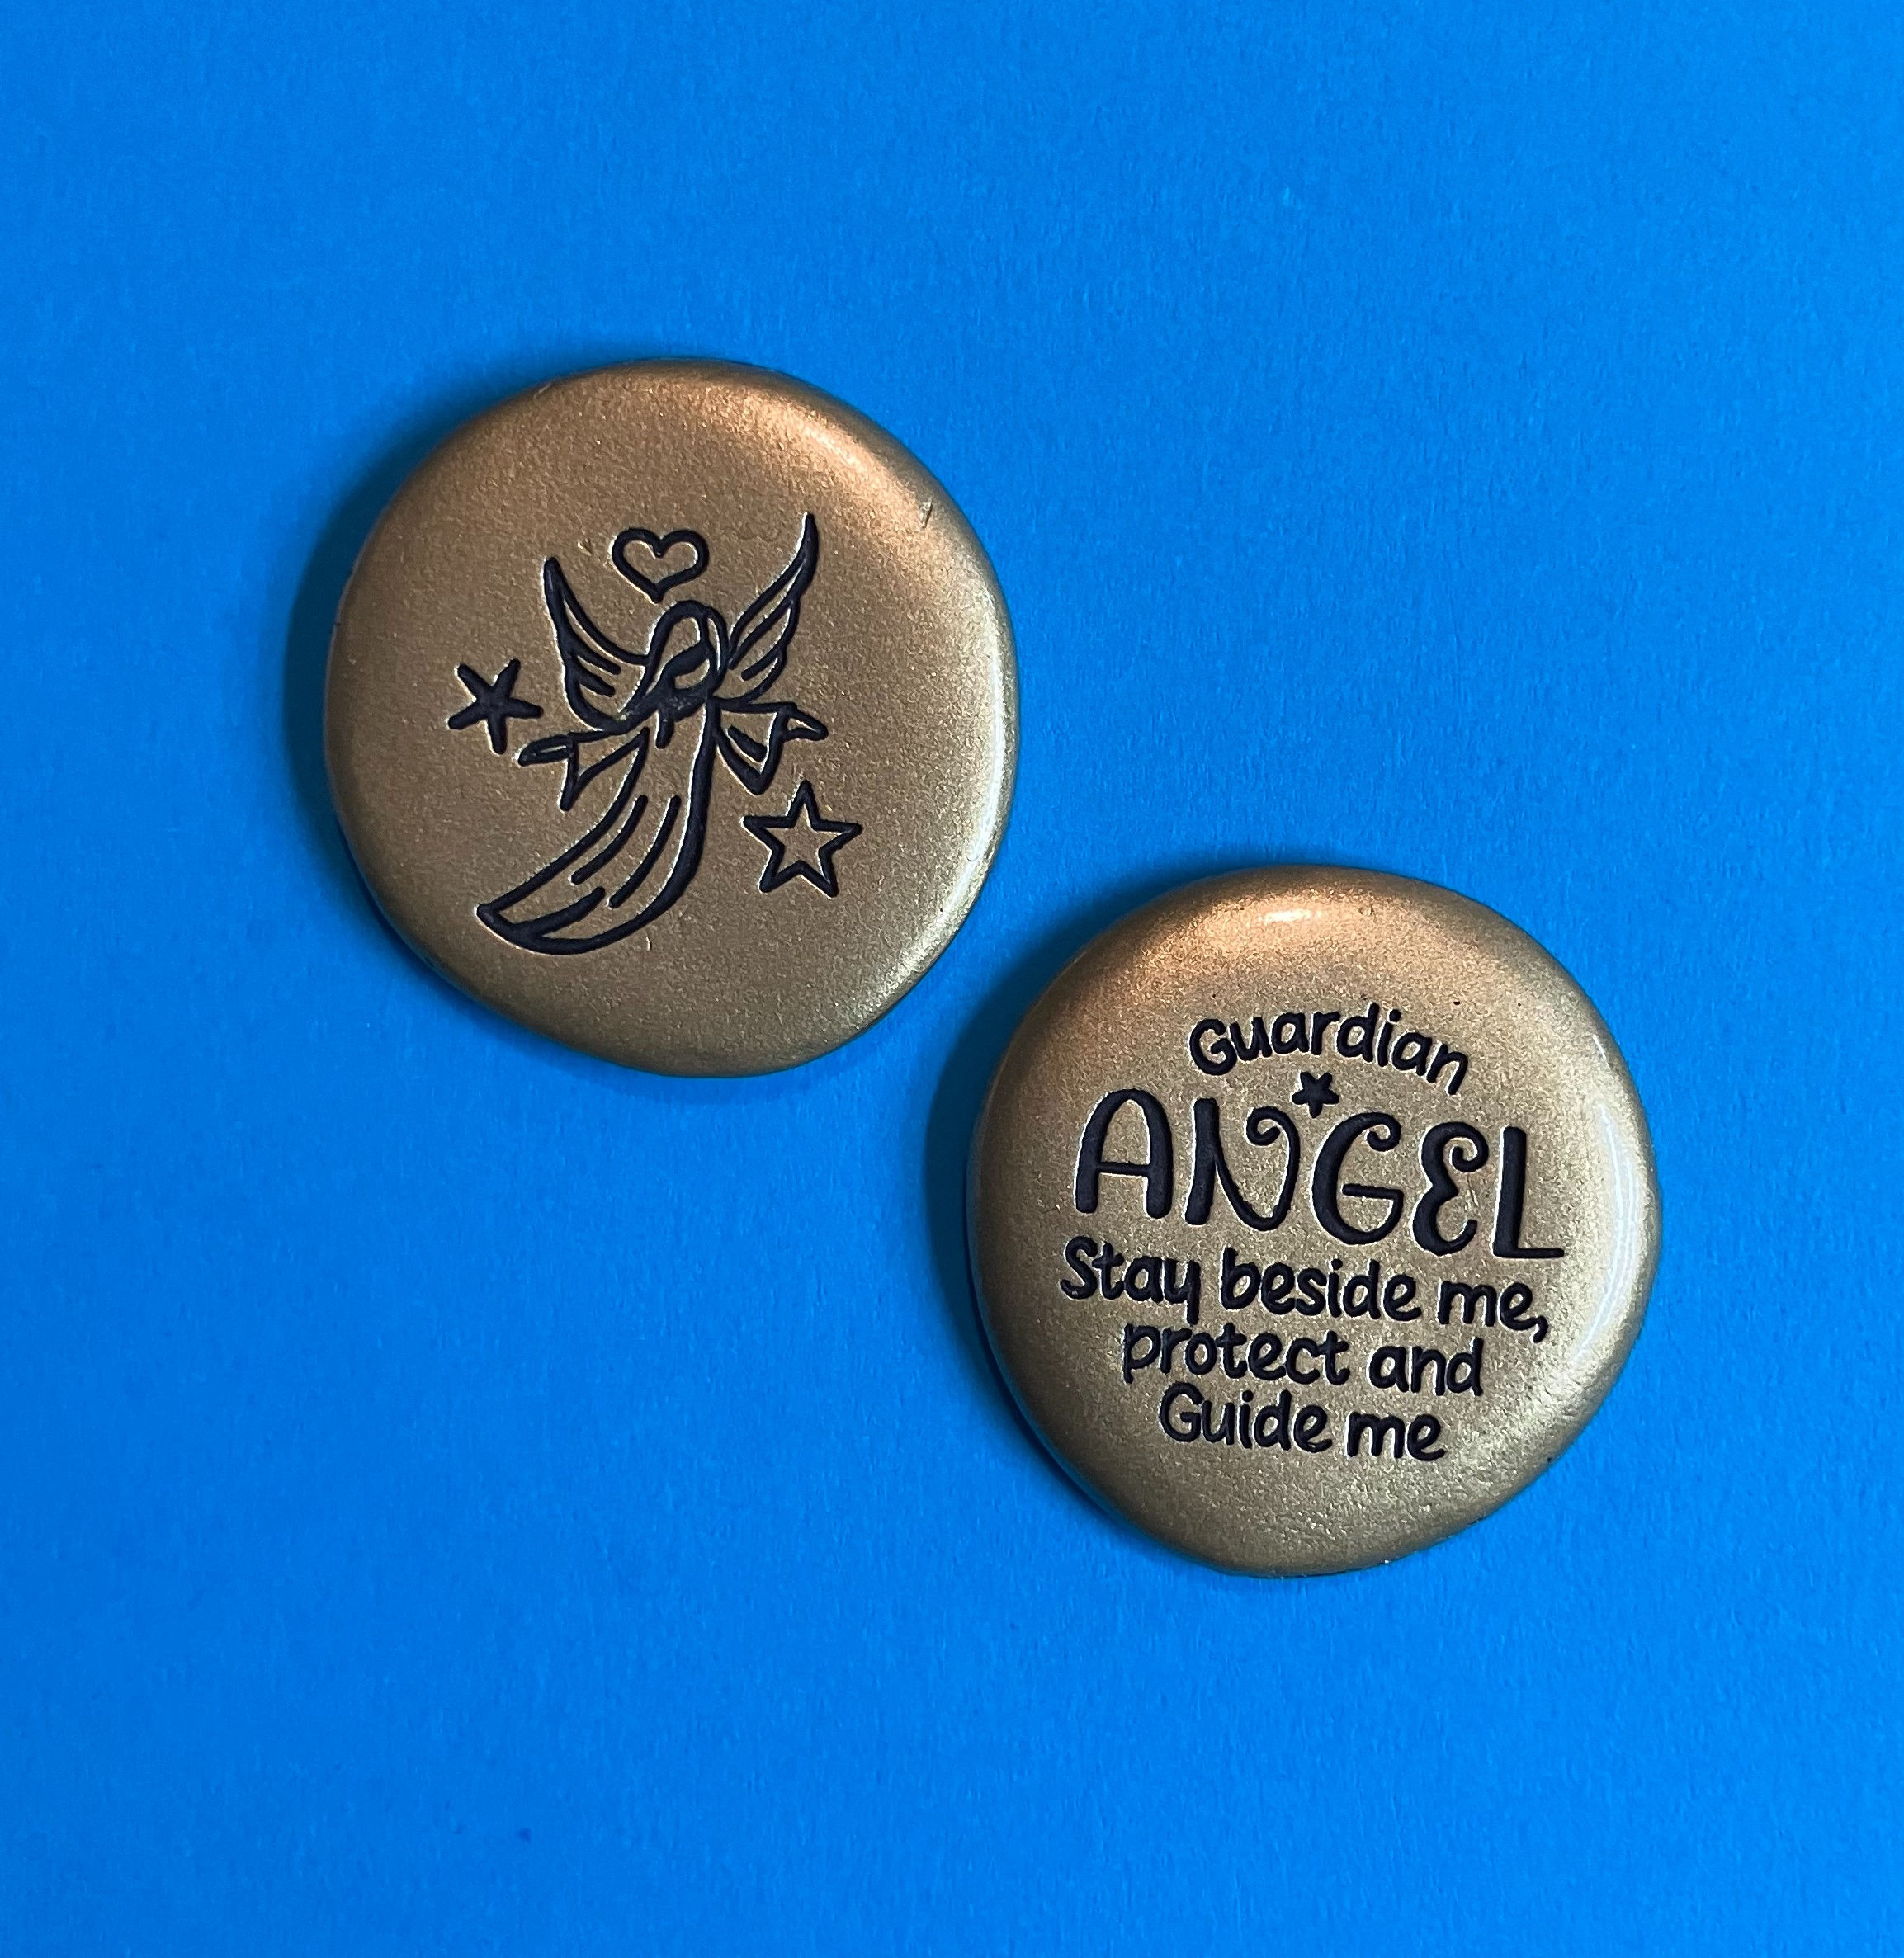 Guardian
ANGEL
Stay beside me,
protect and
Guide me